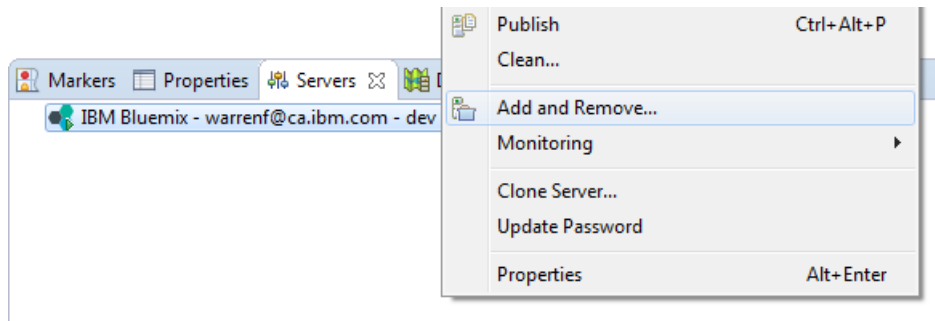 Publish Ctrl+Alt+P
Clean...
Markers Properties Servers
Add and Remove...
IBM Bluemix - warrenf@ca.ibm.com - dev
Monitoring
Clone Server...
Update Password
Properties Alt+Enter